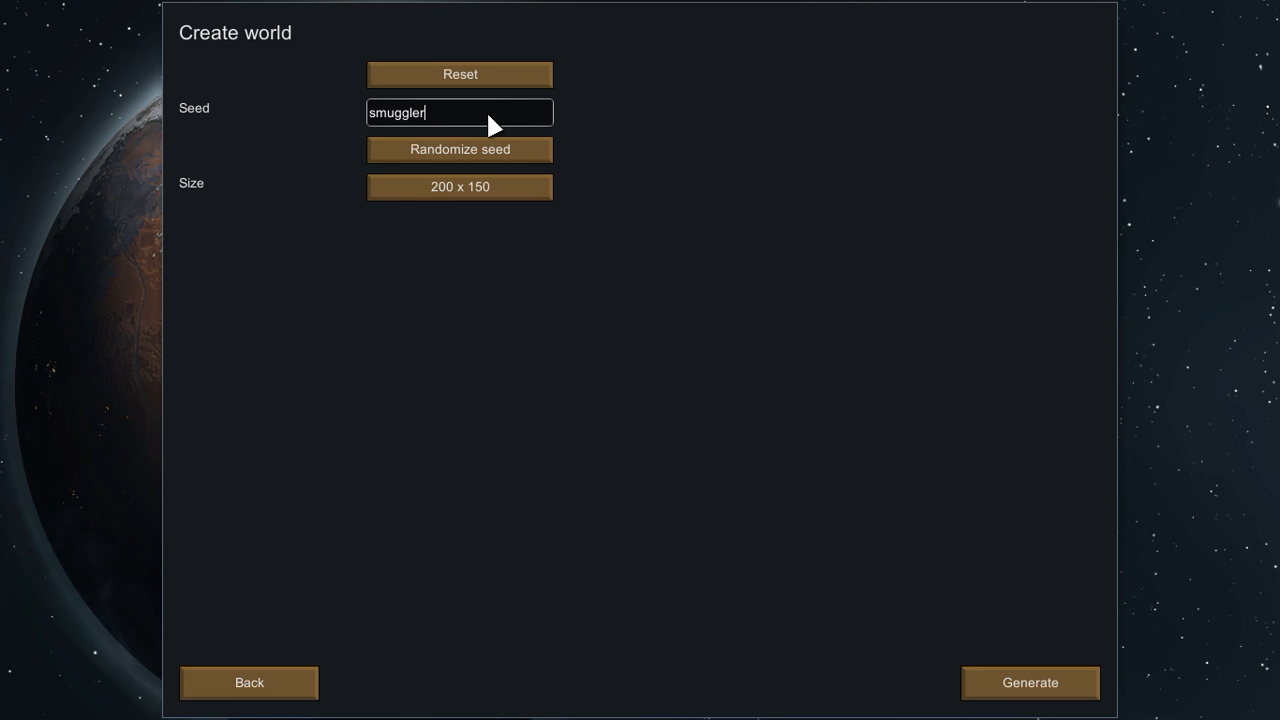 Create world
Reset
Seed
smuggler
Randomize seed
Size
200 x 150
Back
Generate